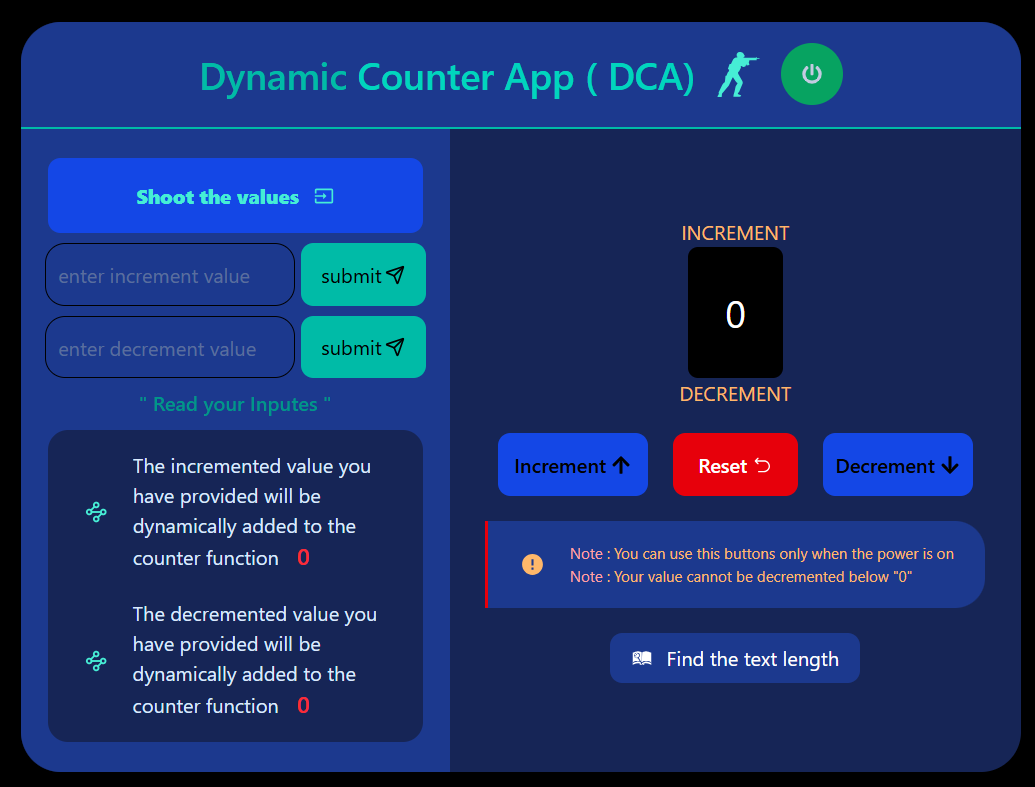 Dynamic Counter App ( DCA)
Shoot the values
enter increment value
submit
enter decrement value
submit
" Read your Inputes "
The incremented value you
have provided will be
dynamically added to the
counter function 0
The decremented value you
have provided will be
dynamically added to the
counter function 0
INCREMENT
0
DECREMENT
Increment
Reset
Decrement
Note : You can use this buttons only when the power is on
Note : Your value cannot be decremented below "0"
Find the text length